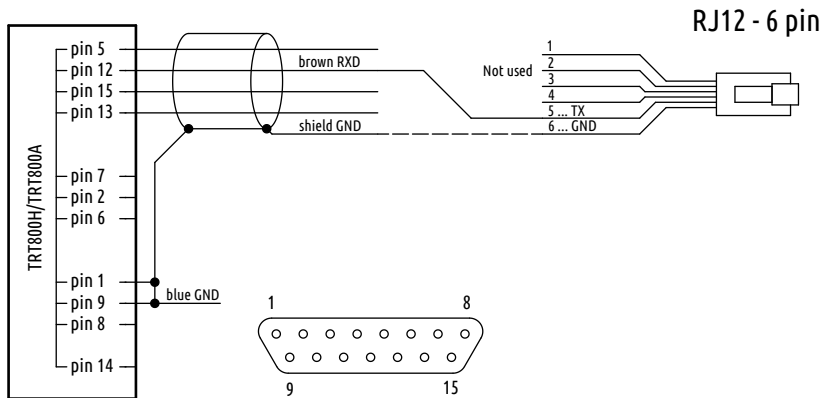 RJ12 - 6 pin
pin 5
pin 12
brown RXD
pin 15
pin 13
shield GND
Not used
1
2
3
4
5 ... TX
6 ... GND
TRT800H/TRT800A
pin 7
pin 2
pin 6
pin 1
pin 9
blue GND
pin 8
pin 14
1 8
9 15